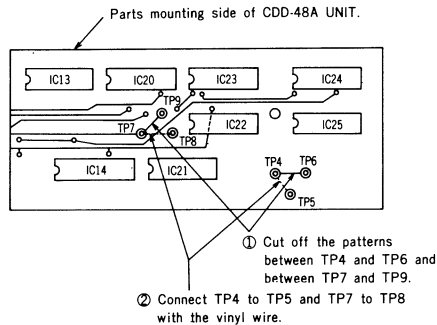 Parts mounting side of CDD-48A UNIT.
IC13
IC20
IC23
IC24
TP9
TP7
TP8
IC22
IC25
IC14
IC21
TP4
TP6
TP5
① Cut off the patterns
between TP4 and TP6 and
between TP7 and TP9.
② Connect TP4 to TP5 and TP7 to TP8
with the vinyl wire.